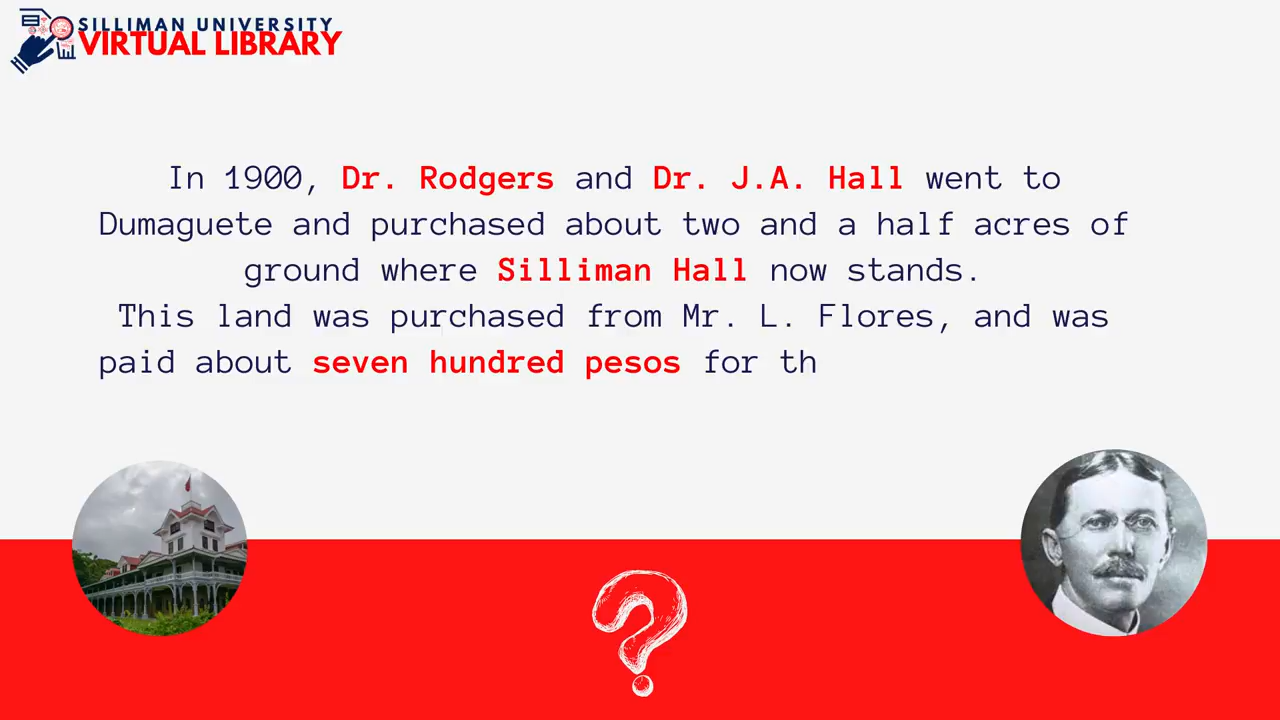 SILLIMAN UNIVERSITY
VIRTUAL LIBRARY
In 1900, Dr. Rodgers and Dr. J.A. Hall went to
Dumaguete and purchased about two and a half acres of
ground where Silliman Hall now stands.
This land was purchased from Mr. L. Flores, and was
paid about seven hundred pesos for th
?